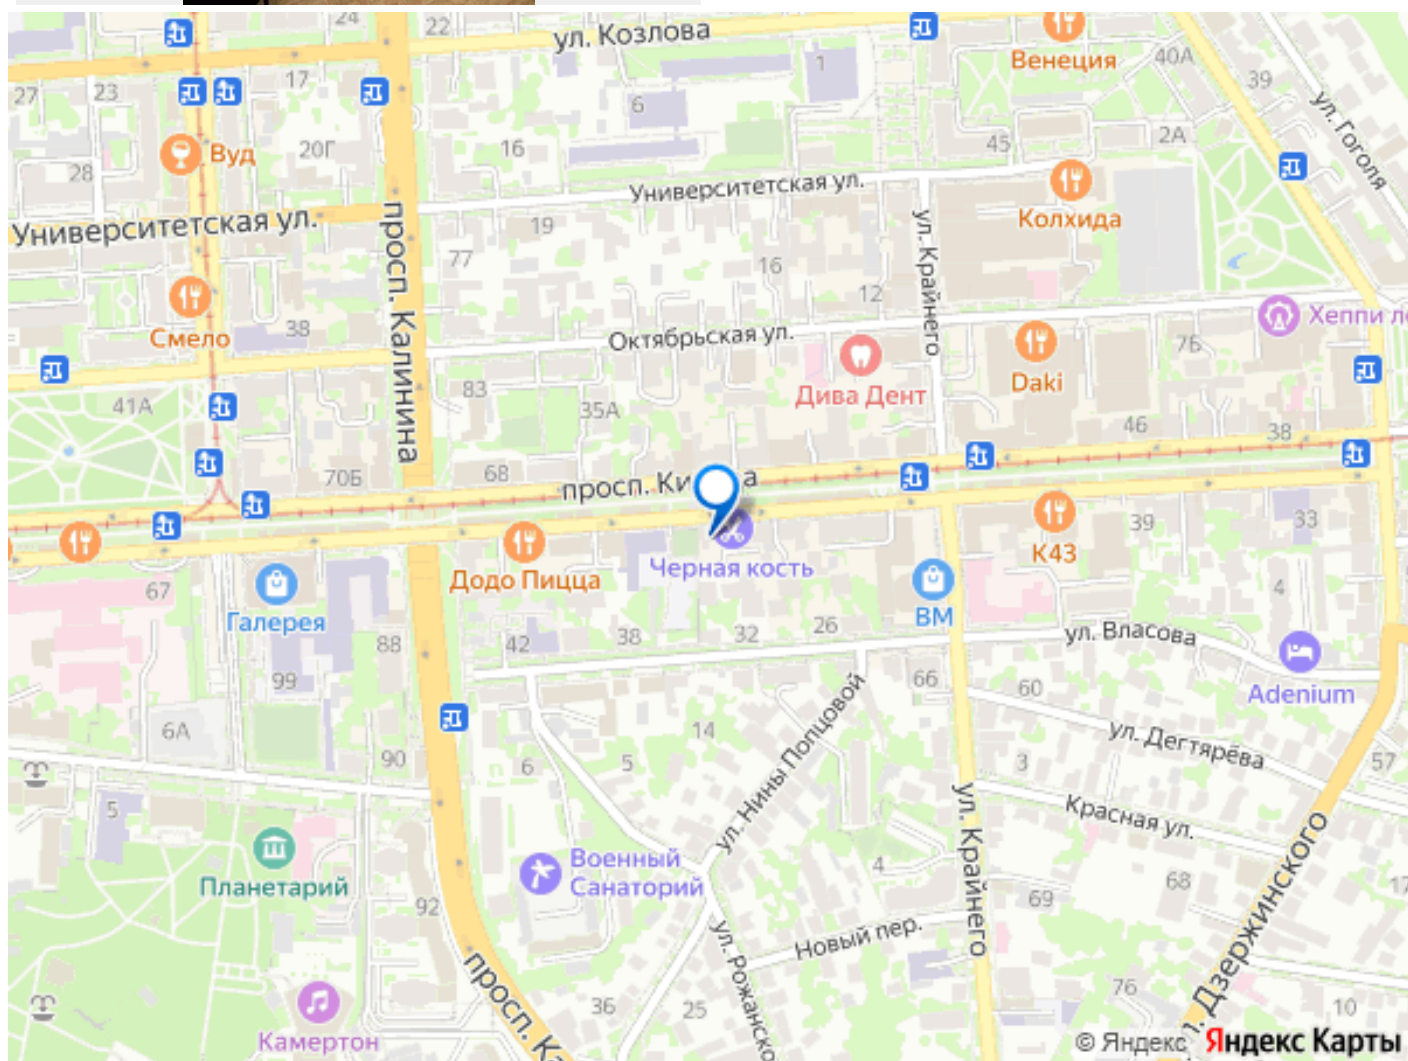 24
22
ул. Козлова
1
Венеция
40А
39
ул. Гоголя
27
23
17
6
20Г
16
45
2А
Вуд
28
Университетская ул.
Колхида
Университетская ул.
19
просп. Калинина
77
16
12
ул. Крайнего
Смело
38
Октябрьская ул.
7Б
Хеппи
Дива Дент
Daki
41А
83
35А
46
38
70Б
68
просп.
К43
39
33
Додо Пицца
Черная кость
67
Галерея
ВМ
4
88
42
38
32
26
ул. Власова
Adenium
99
66
60
6А
14
ул. Нины Попцовой
ул. Дегтярёва
90
6
5
3
57
5
Красная ул.
ул. Крайнего
Планетарий
Военный
Санаторий
4
68
17
92
69
Новый пер.
ул. Дзержинского
просп.
ул.
36
25
76
10
Камертон
© Яндекс Яндекс Карты